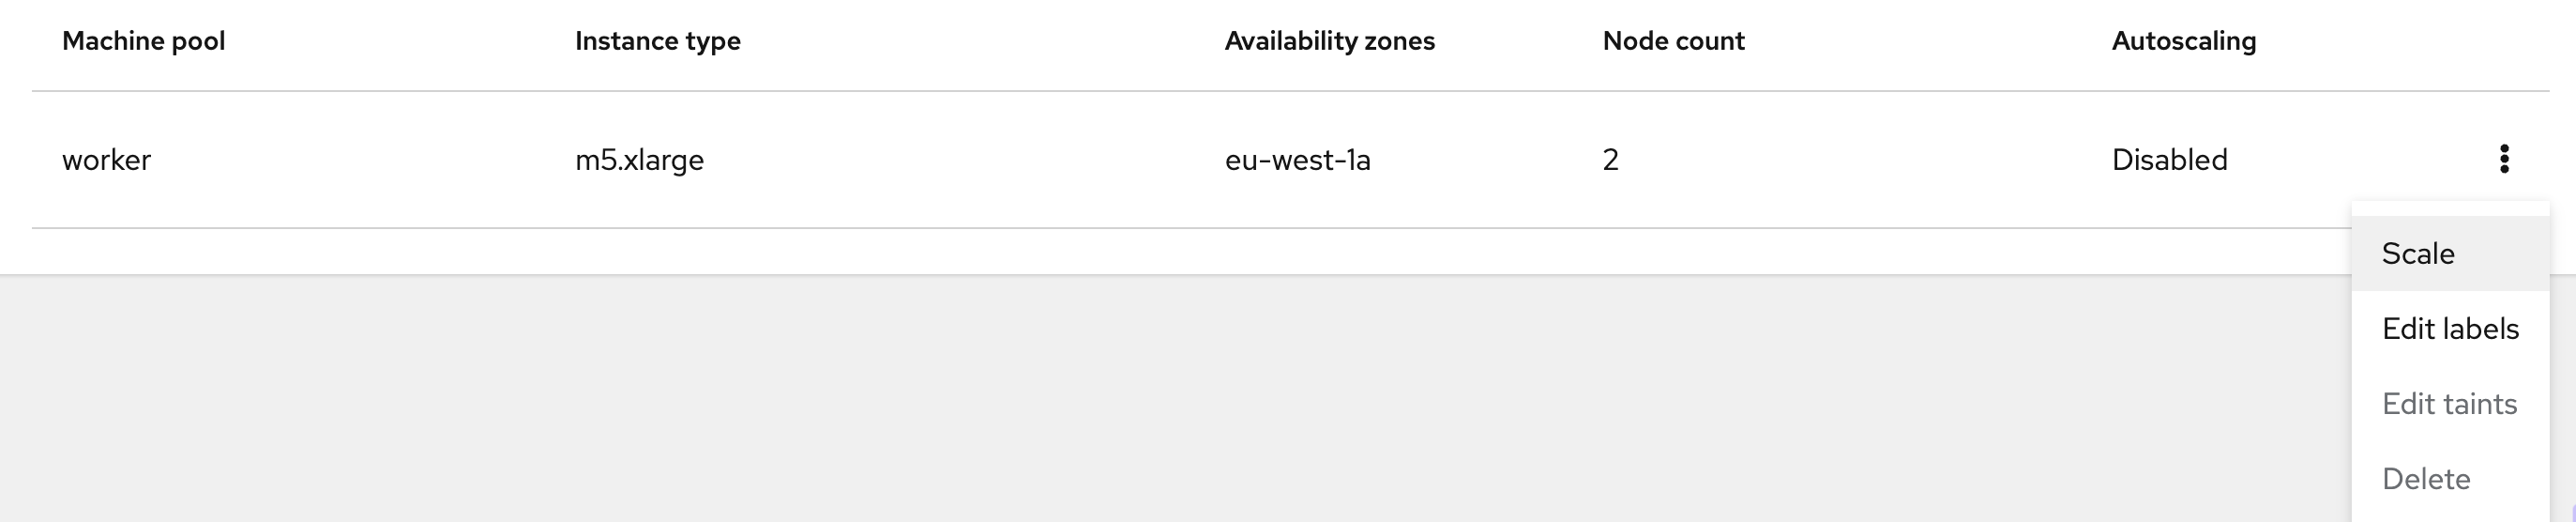 Machine pool Instance type Availability zones Node count Autoscaling
worker m5.xlarge eu-west-1a 2 Disabled
Scale
Edit labels
Edit taints
Delete